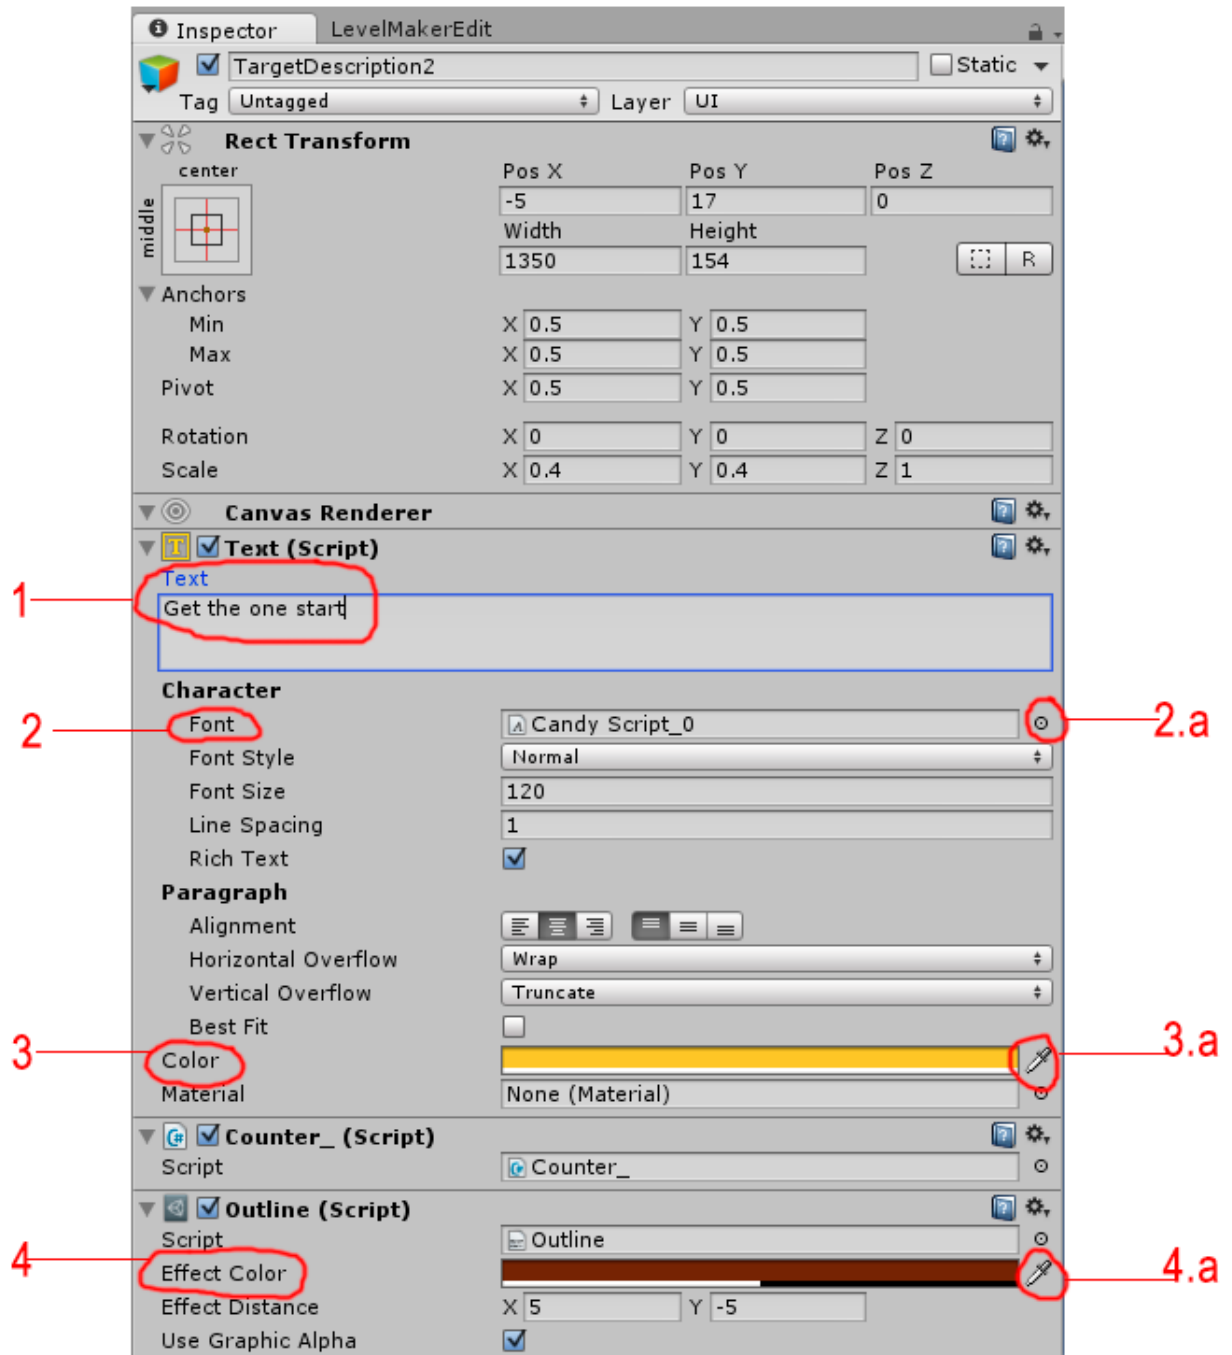 Inspector LevelMakerEdit
TargetDescription2 Static
Tag Untagged Layer UI
Rect Transform
center Pos X Pos Y Pos Z
middle -5 17 0
Width Height
1350 154 R
Anchors
Min X 0.5 Y 0.5
Max X 0.5 Y 0.5
Pivot X 0.5 Y 0.5
Rotation X 0 Y 0 Z 0
Scale X 0.4 Y 0.4 Z 1
Canvas Renderer
Text (Script)
Text
1 Get the one start
Character
2 Font Candy Script_0 2.a
Font Style Normal
Font Size 120
Line Spacing 1
Rich Text
Paragraph
Alignment
Horizontal Overflow Wrap
Vertical Overflow Truncate
Best Fit
3 Color 3.a
Material None (Material)
Counter_ (Script)
Script Counter_
Outline (Script)
Script Outline
4 Effect Color 4.a
Effect Distance X 5 Y -5
Use Graphic Alpha